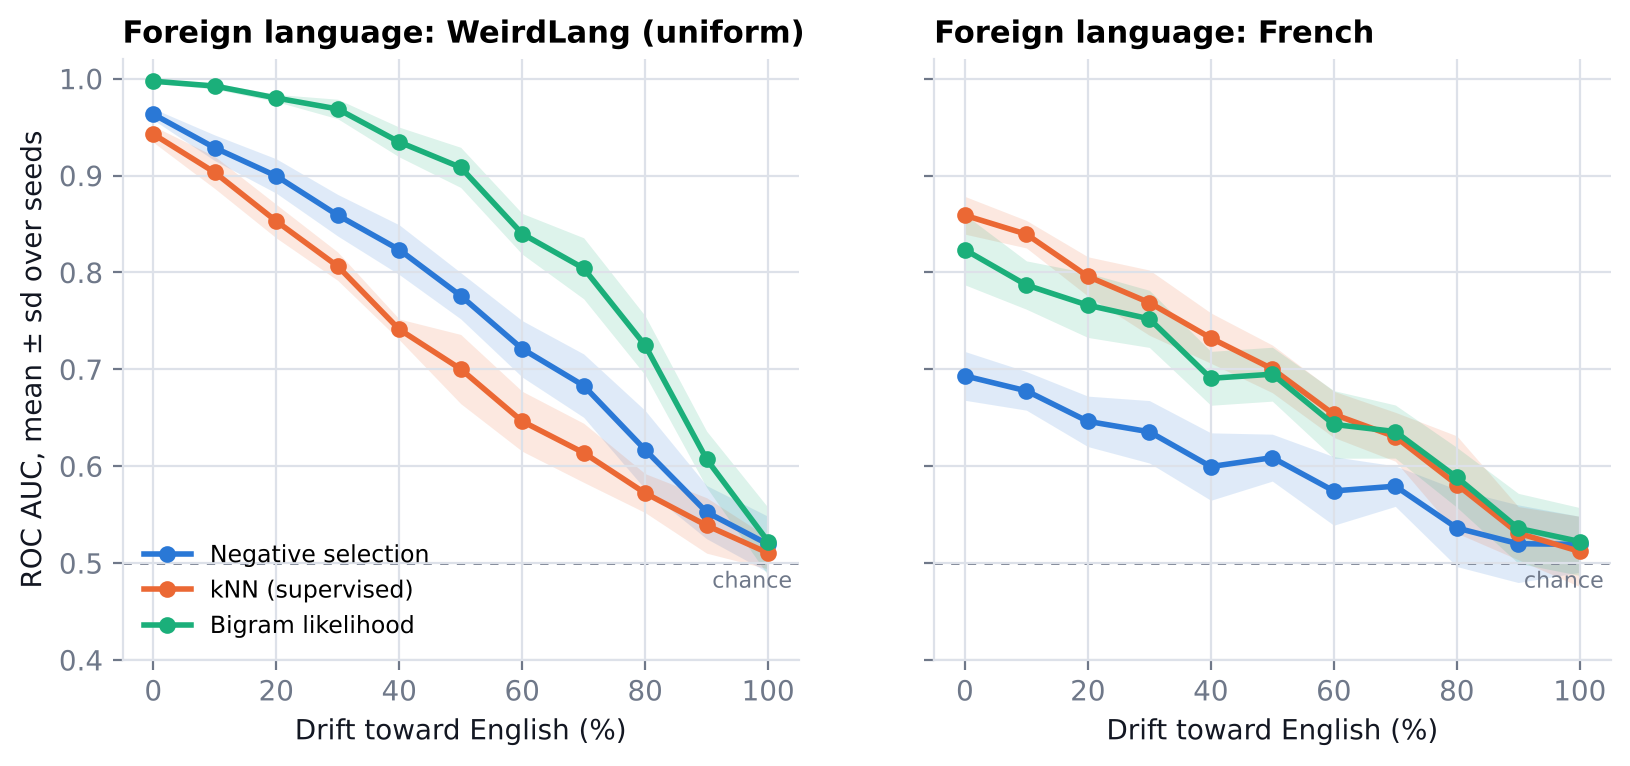 Foreign language: WeirdLang (uniform)
Foreign language: French
ROC AUC, mean ± sd over seeds
1.0
0.9
0.8
0.7
0.6
0.5
0.4
Negative selection
kNN (supervised)
Bigram likelihood
chance
chance
0 20 40 60 80 100
0 20 40 60 80 100
Drift toward English (%)
Drift toward English (%)